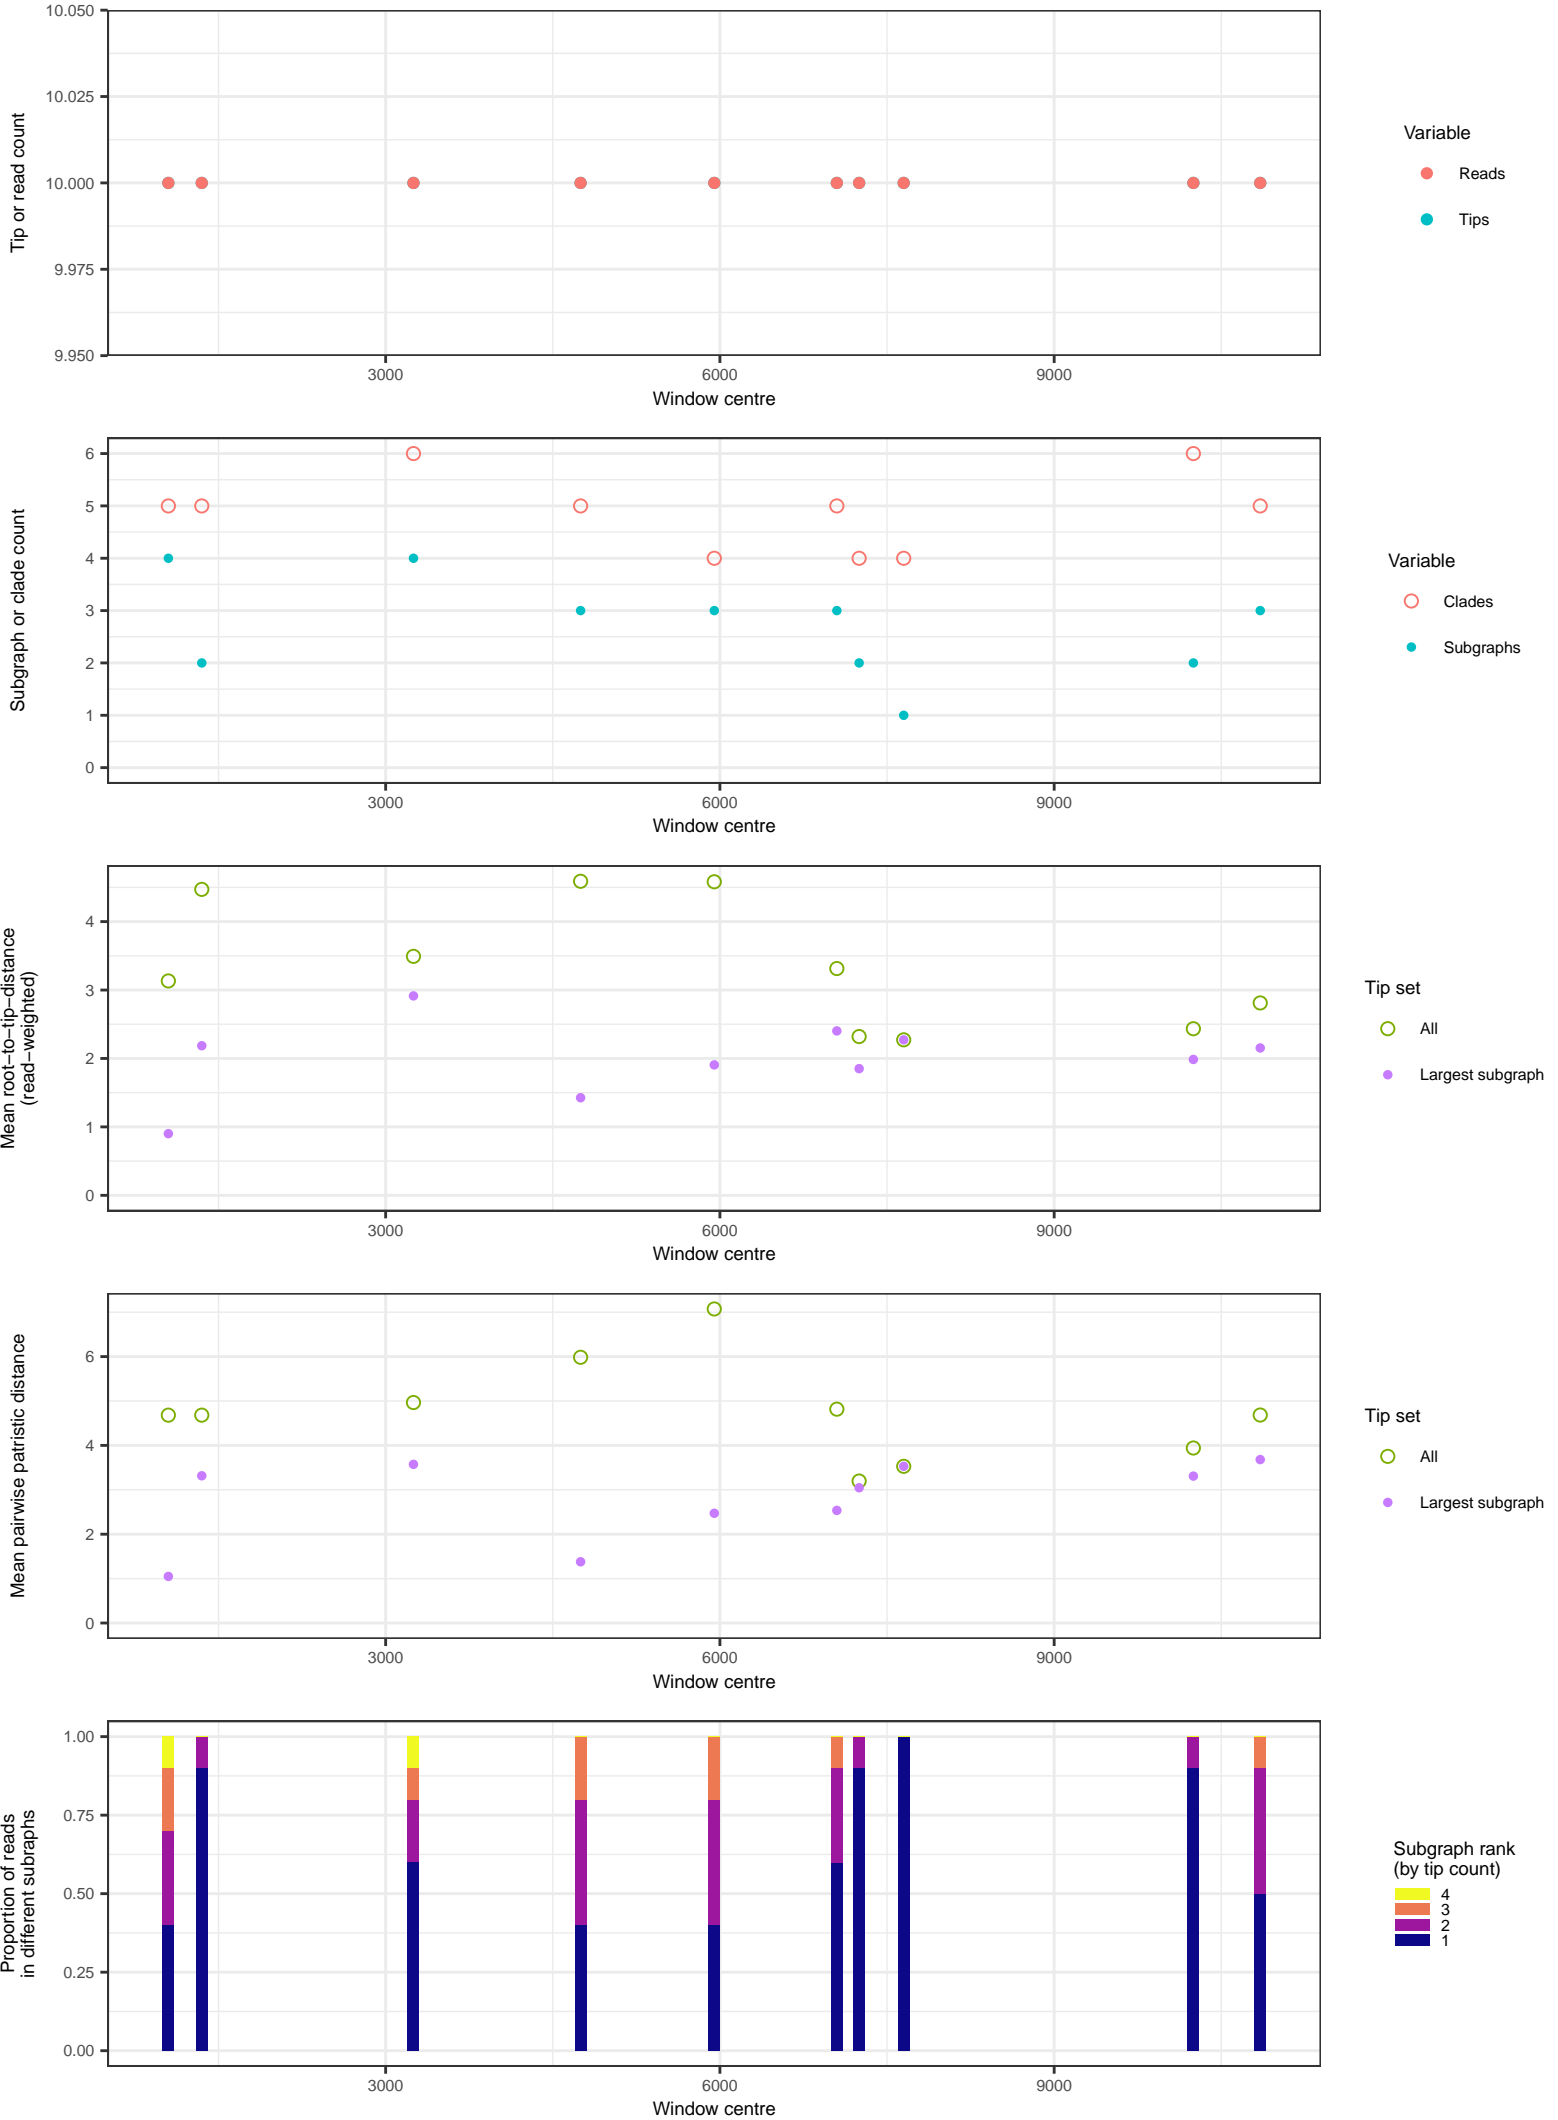 10.050
10.025
10.000
9.975
9.950
Tip or read count
3000 6000 9000
Window centre
Variable
Reads
Tips
6
5
4
3
2
1
0
Subgraph or clade count
3000 6000 9000
Window centre
Variable
Clades
Subgraphs
4
3
2
1
0
Mean root−to−tip−distance
(read−weighted)
3000 6000 9000
Window centre
Tip set
All
Largest subgraph
6
4
2
0
Mean pairwise patristic distance
3000 6000 9000
Window centre
Tip set
All
Largest subgraph
1.00
0.75
0.50
0.25
0.00
Proportion of reads
in different subraphs
3000 6000 9000
Window centre
Subgraph rank
(by tip count)
4
3
2
1